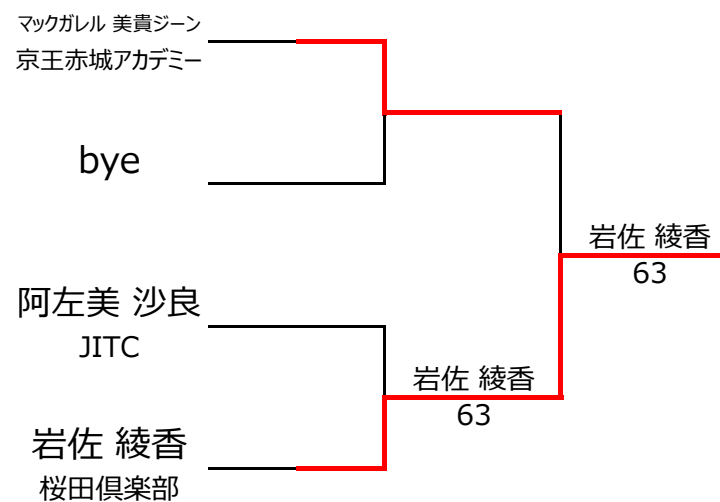 マックガレル 美貴ジーン
京王赤城アカデミー
bye
阿左美 沙良
JITC
岩佐 綾香
桜田倶楽部
岩佐 綾香
63
岩佐 綾香
63